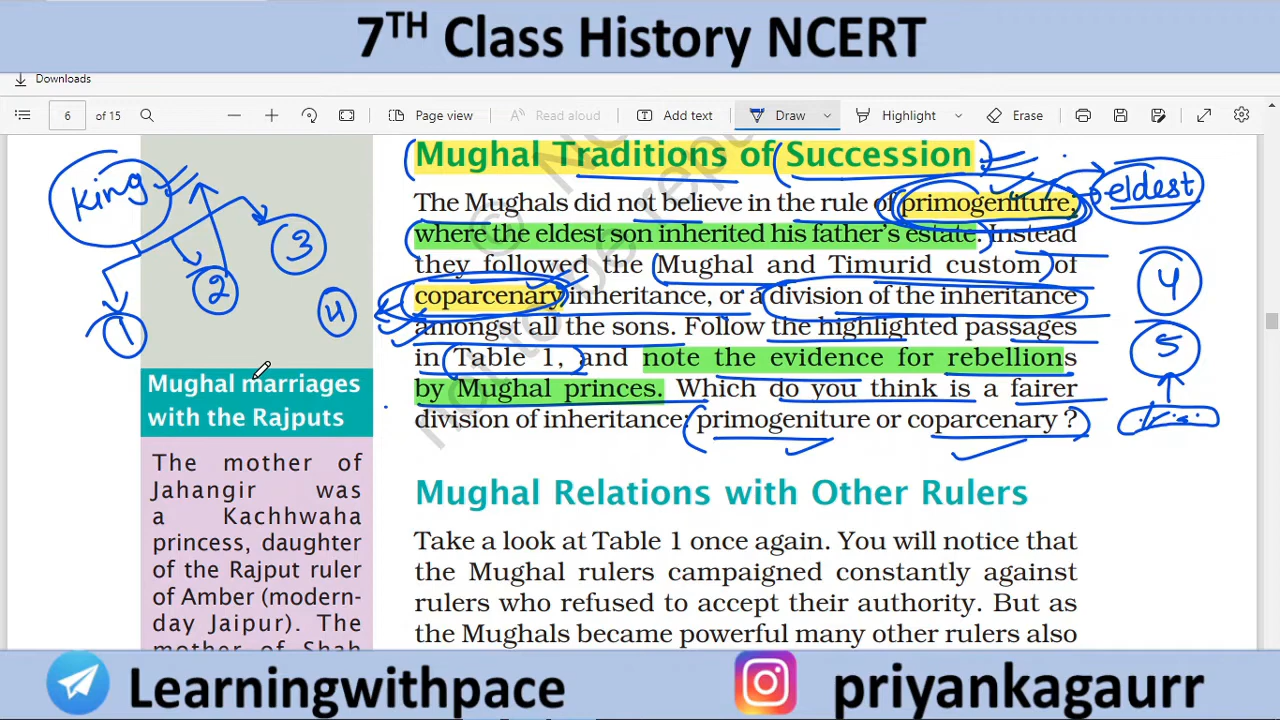 7TH Class History NCERT
Downloads
6 of 15 Page view Read aloud Add text Draw Highlight Erase
Mughal Traditions of Succession
The Mughals did not believe in the rule of primogeniture,
where the eldest son inherited his father's estate. Instead
they followed the Mughal and Timurid custom of
coparcenary inheritance, or a division of the inheritance
amongst all the sons. Follow the highlighted passages
in Table 1, and note the evidence for rebellions
by Mughal princes. Which do you think is a fairer
division of inheritance: primogeniture or coparcenary ?
Mughal Relations with Other Rulers
Take a look at Table 1 once again. You will notice that
the Mughal rulers campaigned constantly against
rulers who refused to accept their authority. But as
the Mughals became powerful many other rulers also
king
1
2
3
4
eldest
4
5
Mughal marriages
with the Rajputs
The mother of
Jahangir was
a Kachhwaha
princess, daughter
of the Rajput ruler
of Amber (modern-
day Jaipur). The
mother of Shah
© N
not to be rep
Learningwithpace
priyankagaurr